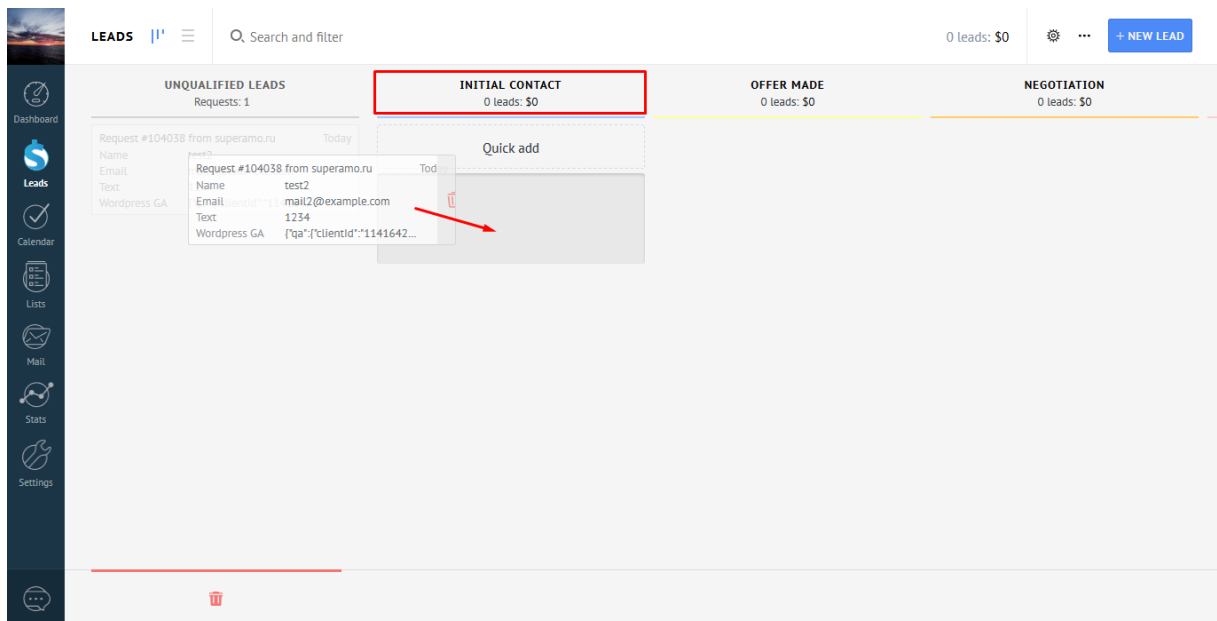 LEADS
Search and filter
0 leads: $0
+ NEW LEAD
Dashboard
Leads
Calendar
Lists
Mail
Stats
Settings
UNQUALIFIED LEADS
Requests: 1
INITIAL CONTACT
0 leads: $0
OFFER MADE
0 leads: $0
NEGOTIATION
0 leads: $0
Request #104038 from superamo.ru Today
Name test2
Email
Text
Wordpress GA
Request #104038 from superamo.ru Today
Name test2
Email mail2@example.com
Text 1234
Wordpress GA {"ga":{"clientId":"1141642...
Quick add